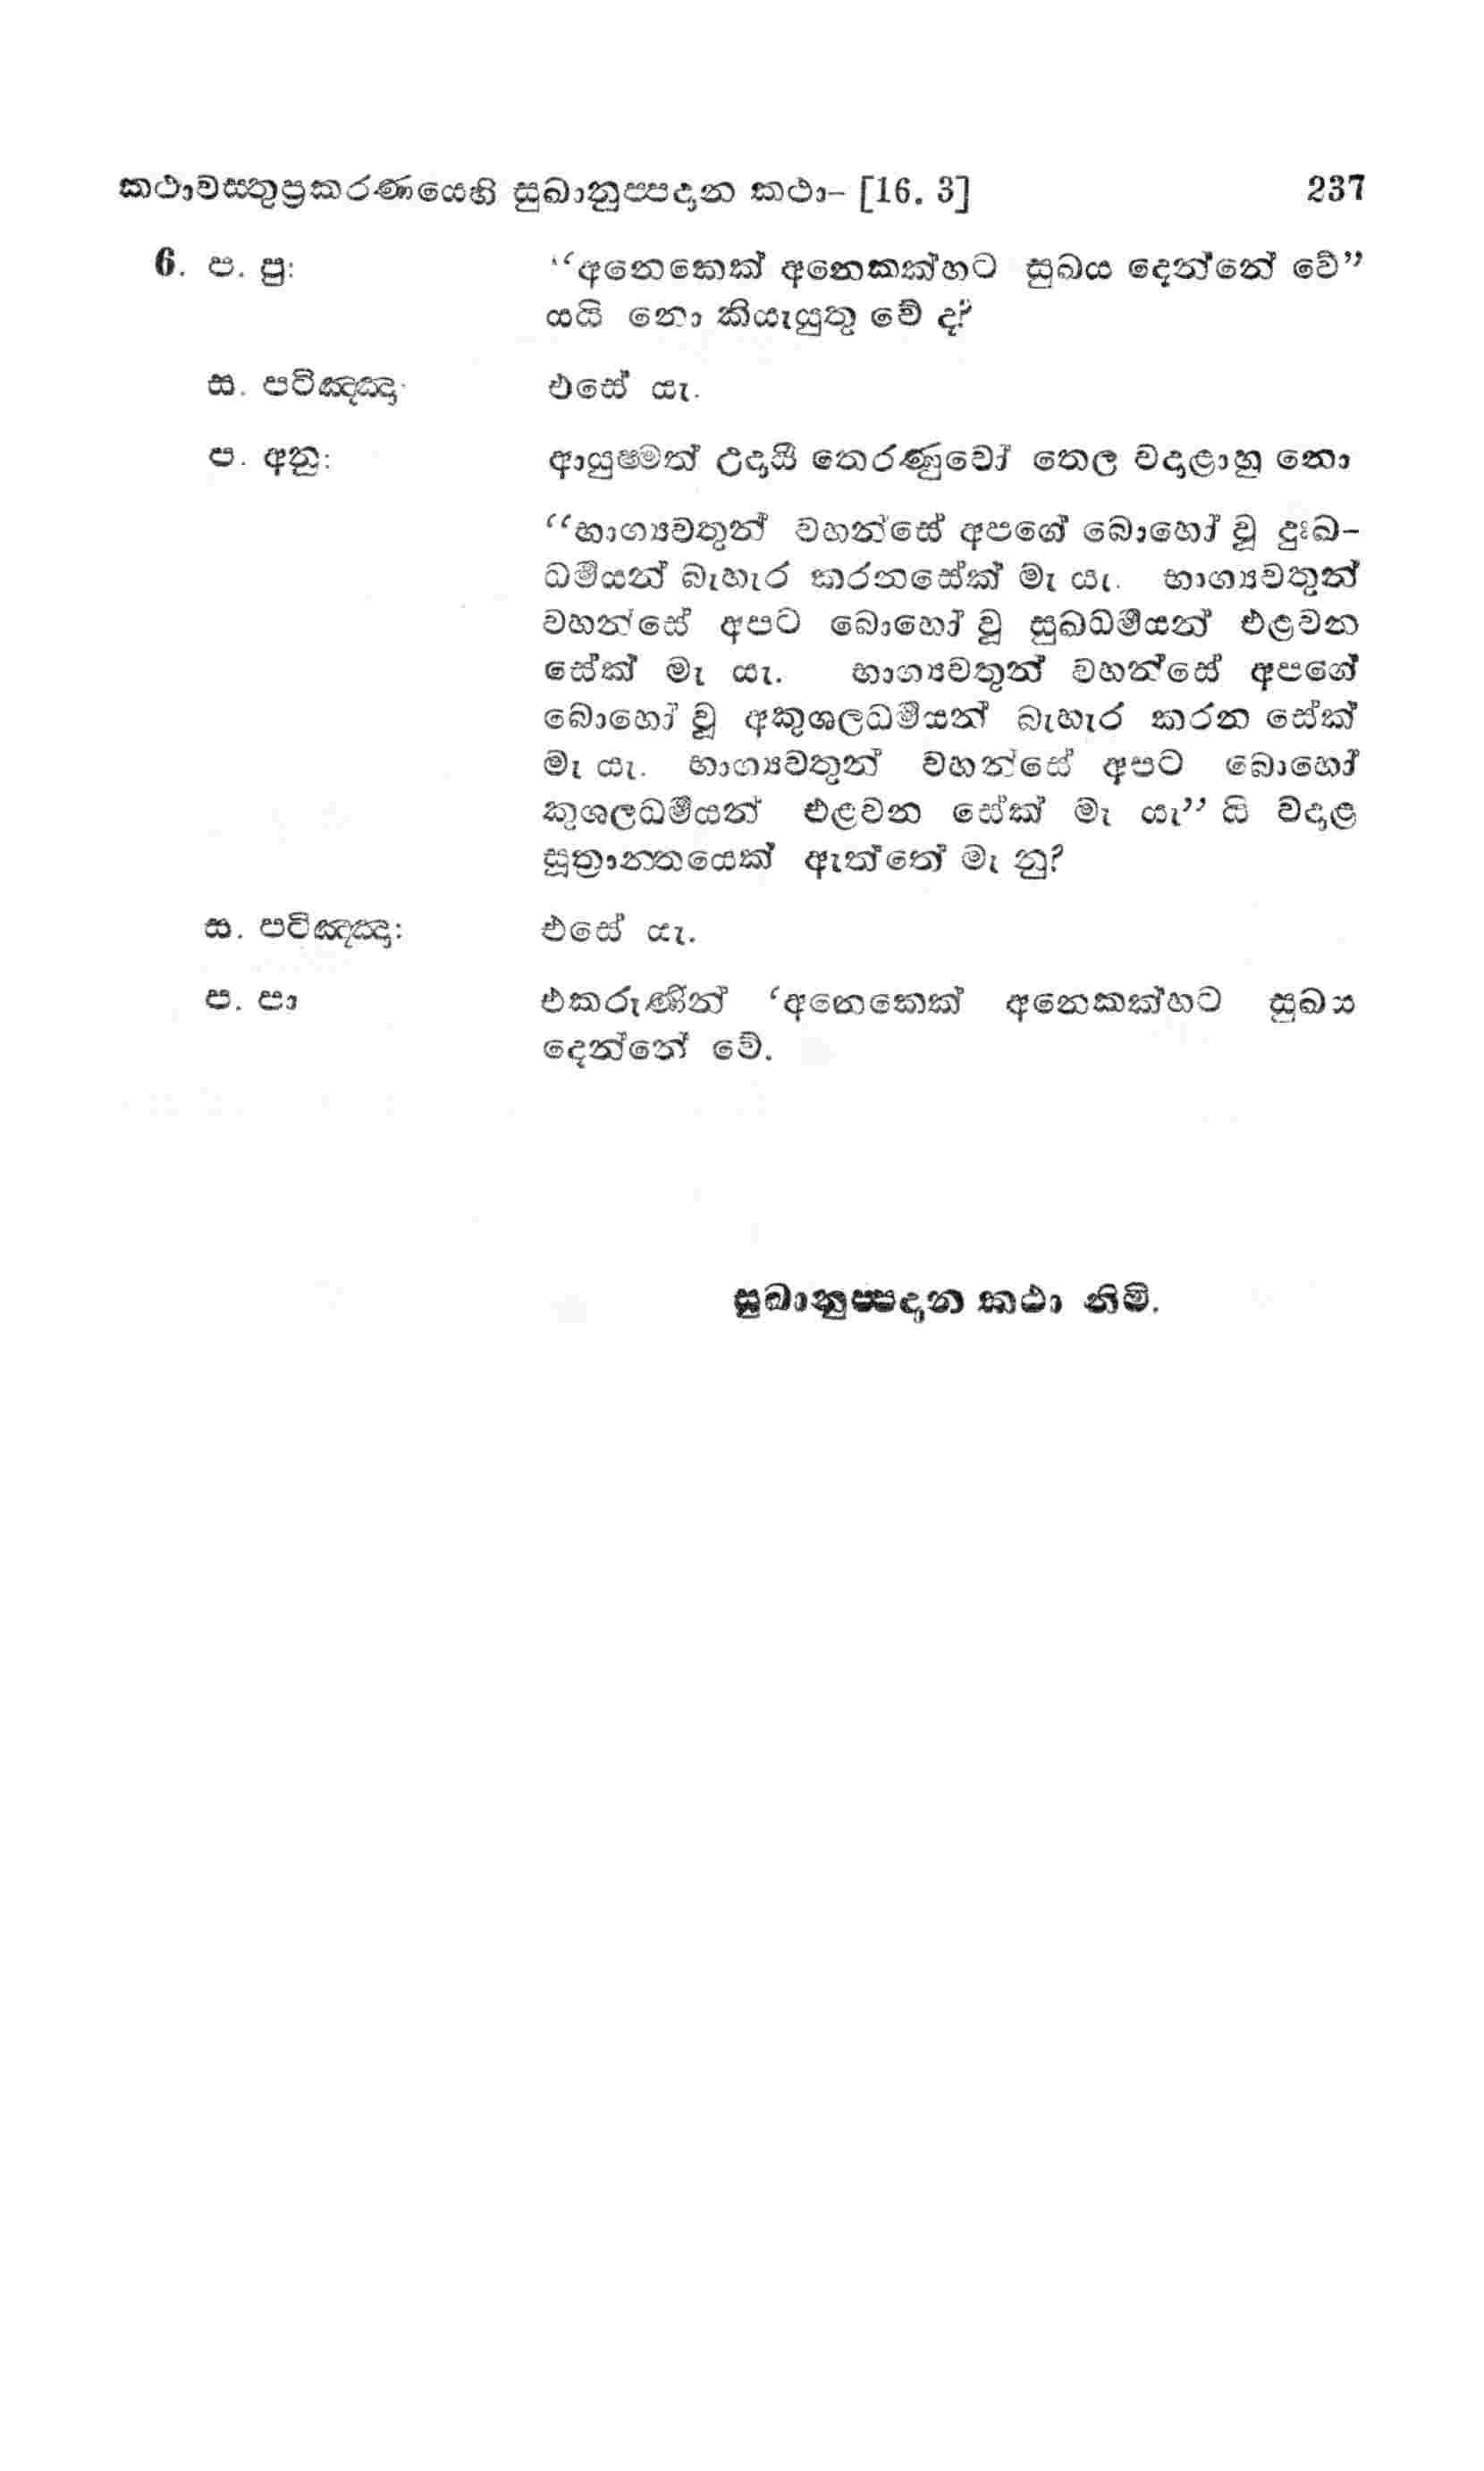 කථාවස්තුප්‍රකරණයෙහි සුඛානුප්පදාන කථා– [16. 3] 237
6. ප. පු: “අනෙකෙක් අනෙකක්හට සුඛය දෙන්නේ වේ”
යයි නො කියැයුතු වේ ද?
ස. පටිඤ්ඤා: එසේ යැ.
ප. අනු: ආයුෂ්මත් උදායී තෙරණුවෝ තෙල වදාළාහු නො
“භාග්‍යවතුන් වහන්සේ අපගේ බොහෝ වූ දුඃඛ-
ධර්මයන් බැහැර කරනසේක් මැ යැ. භාග්‍යවතුන්
වහන්සේ අපට බොහෝ වූ සුඛධර්මයන් එළවන
සේක් මැ යැ. භාග්‍යවතුන් වහන්සේ අපගේ
බොහෝ වූ අකුශලධර්මයන් බැහැර කරන සේක්
මැ යැ. භාග්‍යවතුන් වහන්සේ අපට බොහෝ
කුශලධර්මයන් එළවන සේක් මැ යැ” යි වදාළ
සූත්‍රාන්තයෙක් ඇත්තේ මැ නු?
ස. පටිඤ්ඤා: එසේ යැ.
ප. පා එකරුණින් ‘අනෙකෙක් අනෙකක්හට සුඛය
දෙන්නේ වේ.
සුඛානුප්පදාන කථා නිමි.